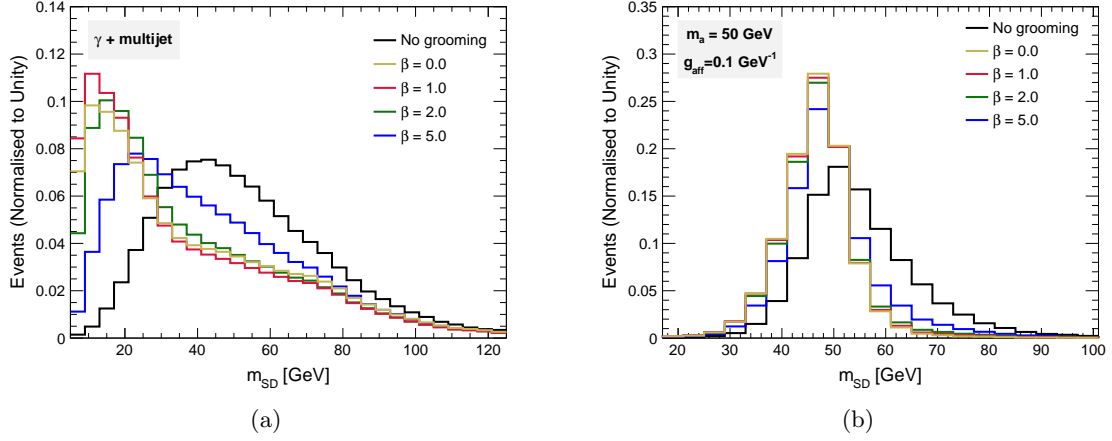 γ + multijet
No grooming
β = 0.0
β = 1.0
β = 2.0
β = 5.0
Events (Normalised to Unity)
0.14
0.12
0.1
0.08
0.06
0.04
0.02
0
20 40 60 80 100 120
m_SD [GeV]
(a)
m_a = 50 GeV
g_aff=0.1 GeV⁻¹
No grooming
β = 0.0
β = 1.0
β = 2.0
β = 5.0
Events (Normalised to Unity)
0.35
0.3
0.25
0.2
0.15
0.1
0.05
0
20 30 40 50 60 70 80 90 100
m_SD [GeV]
(b)